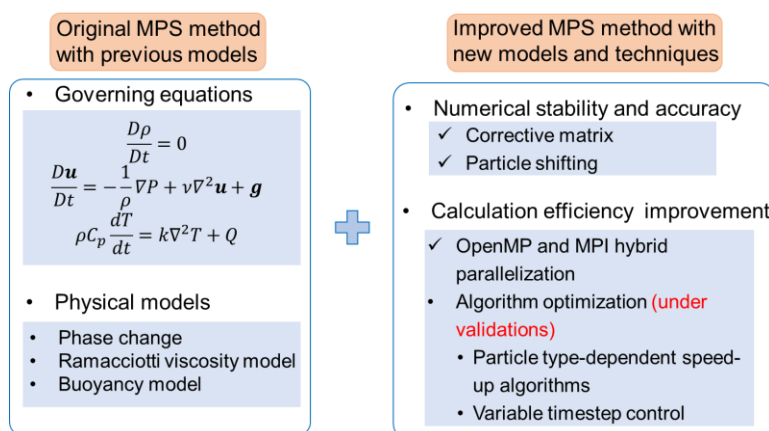 Original MPS method
with previous models
• Governing equations
Dρ/Dt = 0
D𝒖/Dt = −(1/ρ)∇P + ν∇²𝒖 + 𝒈
ρCₚ dT/dt = k∇²T + Q
• Physical models
• Phase change
• Ramacciotti viscosity model
• Buoyancy model
Improved MPS method with
new models and techniques
• Numerical stability and accuracy
✓ Corrective matrix
✓ Particle shifting
• Calculation efficiency improvement
✓ OpenMP and MPI hybrid
parallelization
• Algorithm optimization (under
validations)
• Particle type-dependent speed-
up algorithms
• Variable timestep control